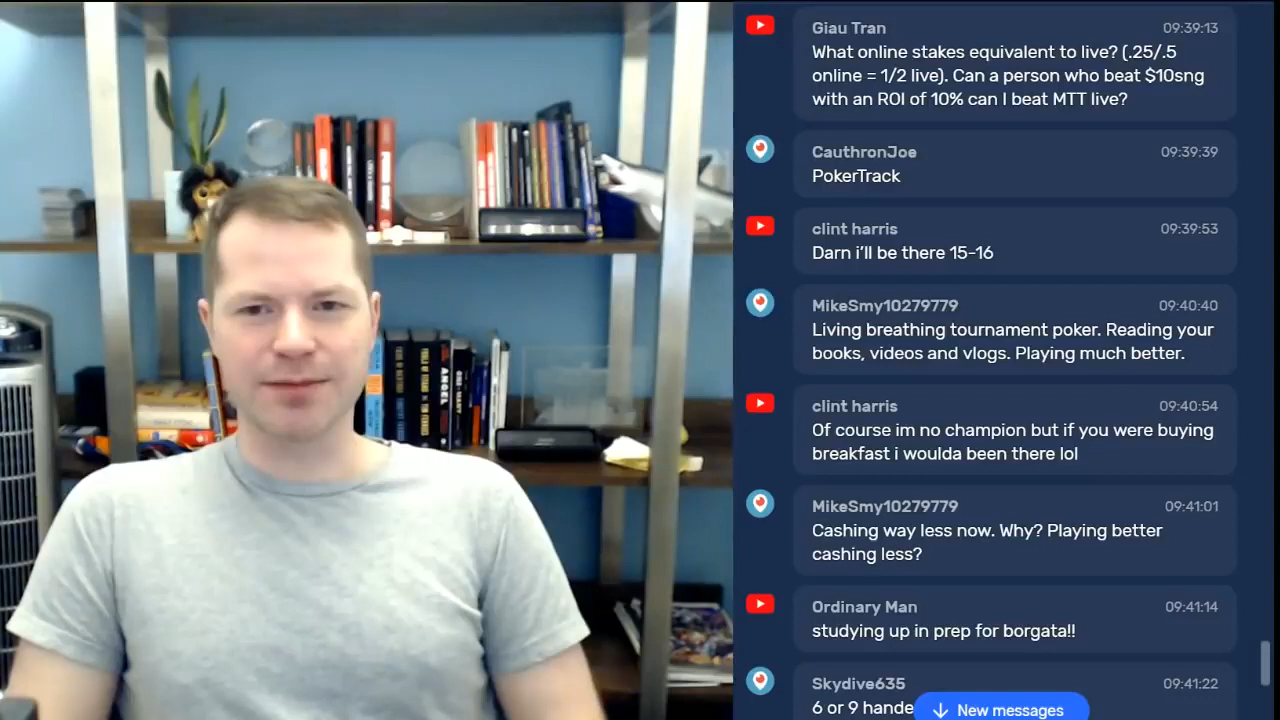 Giau Tran 09:39:13
What online stakes equivalent to live? (.25/.5
online = 1/2 live). Can a person who beat $10sng
with an ROI of 10% can I beat MTT live?
CauthronJoe 09:39:39
PokerTrack
clint harris 09:39:53
Darn i'll be there 15-16
MikeSmy10279779 09:40:40
Living breathing tournament poker. Reading your
books, videos and vlogs. Playing much better.
clint harris 09:40:54
Of course im no champion but if you were buying
breakfast i woulda been there lol
MikeSmy10279779 09:41:01
Cashing way less now. Why? Playing better
cashing less?
Ordinary Man 09:41:14
studying up in prep for borgata!!
Skydive635 09:41:22
6 or 9 hande
New messages
ANGEL